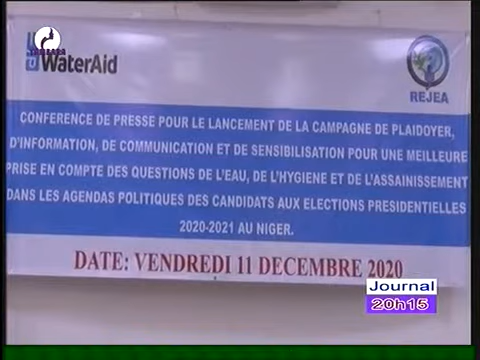 WaterAid
REJEA
CONFERENCE DE PRESSE POUR LE LANCEMENT DE LA CAMPAGNE DE PLAIDOYER,
D'INFORMATION, DE COMMUNICATION ET DE SENSIBILISATION POUR UNE MEILLEURE
PRISE EN COMPTE DES QUESTIONS DE L'EAU, DE L'HYGIENE ET DE L'ASSAINISSEMENT
DANS LES AGENDAS POLITIQUES DES CANDIDATS AUX ELECTIONS PRESIDENTIELLES
2020-2021 AU NIGER.
DATE: VENDREDI 11 DECEMBRE 2020
Journal
20h15